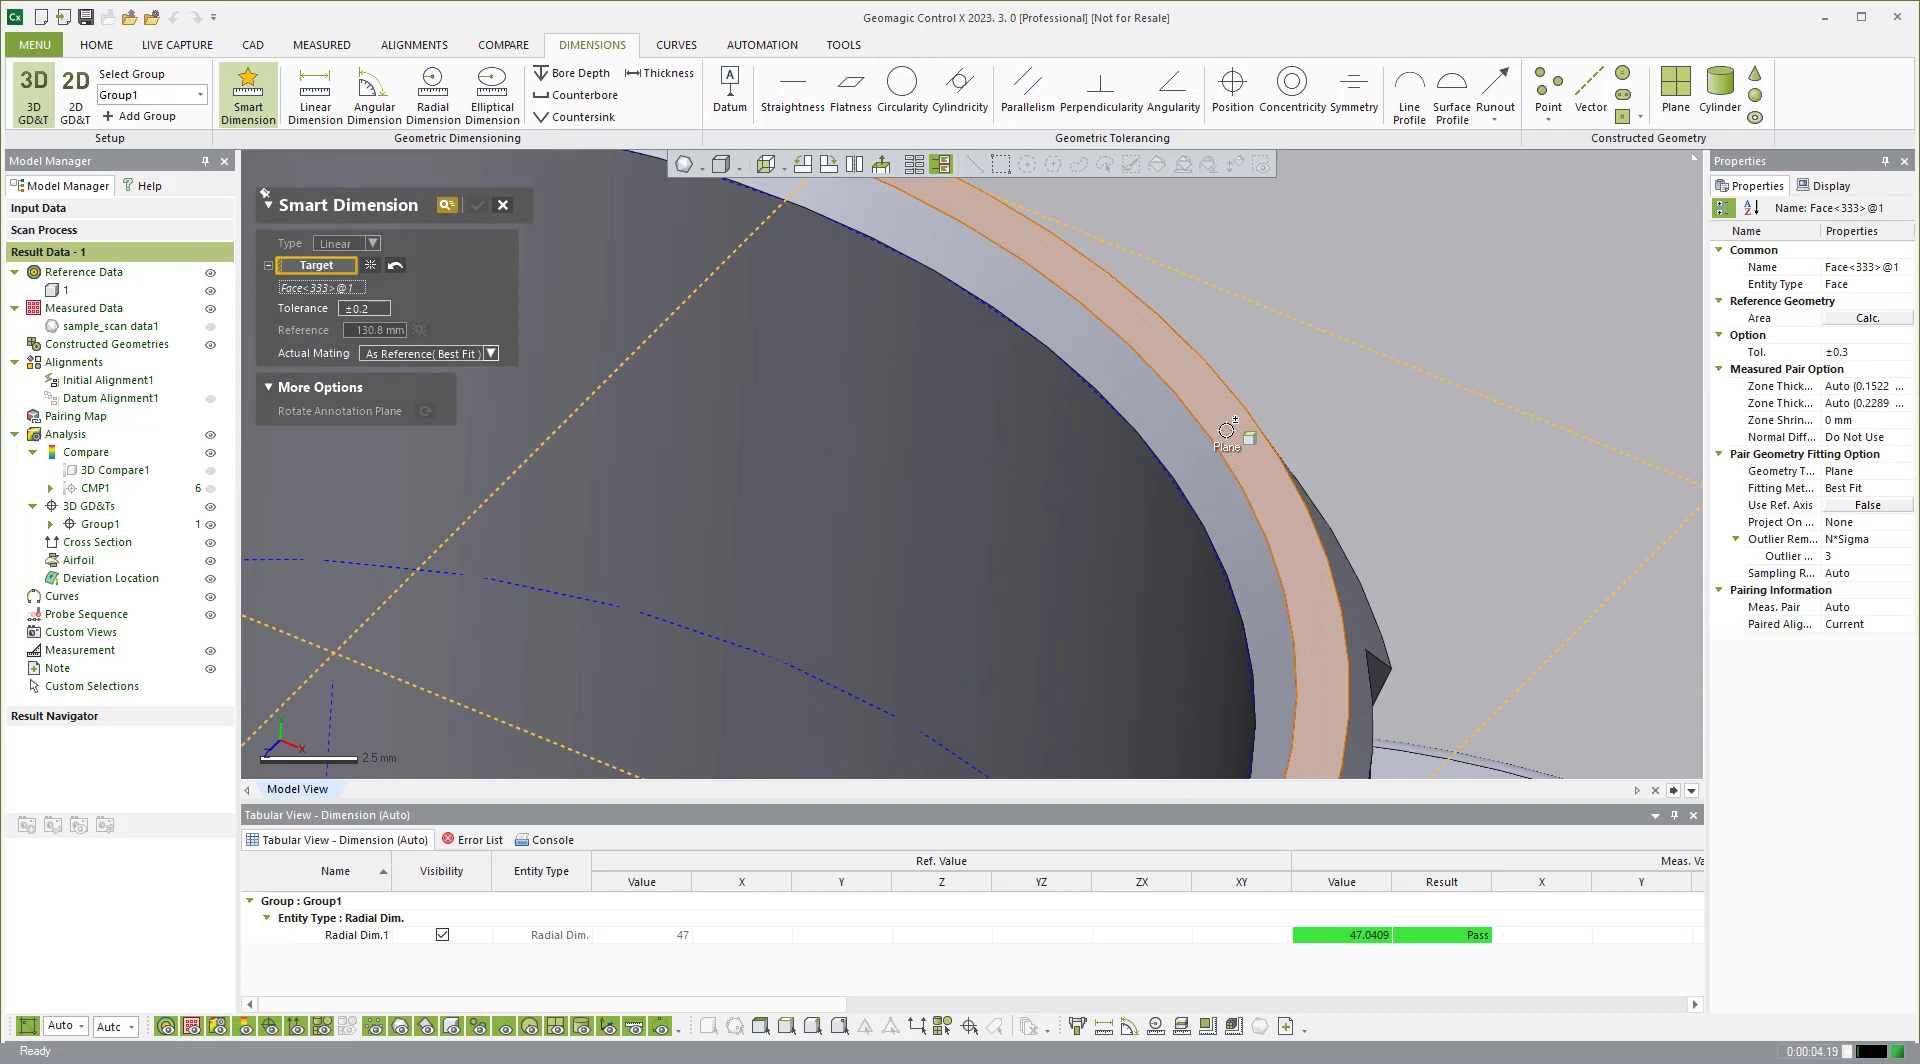 Cx
Geomagic Control X 2023. 3. 0 [Professional] [Not for Resale]
MENU HOME LIVE CAPTURE CAD MEASURED ALIGNMENTS COMPARE DIMENSIONS CURVES AUTOMATION TOOLS
3D 2D Select Group
Group1
3D GD&T 2D GD&T Add Group
Setup
Smart Dimension Linear Dimension Angular Dimension Radial Dimension Elliptical Dimension
Bore Depth Thickness
Counterbore
Countersink
Geometric Dimensioning
A
Datum Straightness Flatness Circularity Cylindricity Parallelism Perpendicularity Angularity Position Concentricity Symmetry Line Profile Surface Profile Runout
Geometric Tolerancing
Point Vector Plane Cylinder
Constructed Geometry
Model Manager
Model Manager Help
Input Data
Scan Process
Result Data - 1
Reference Data
1
Measured Data
sample_scan data1
Constructed Geometries
Alignments
Initial Alignment1
Datum Alignment1
Pairing Map
Analysis
Compare
3D Compare1
CMP1 6
3D GD&Ts
Group1 1
Cross Section
Airfoil
Deviation Location
Curves
Probe Sequence
Custom Views
Measurement
Note
Custom Selections
Result Navigator
Smart Dimension
Type Linear
Target
Face<333>@1
Tolerance ±0.2
Reference 130.8 mm
Actual Mating As Reference( Best Fit )
More Options
Rotate Annotation Plane
Plane
Y
X
Z
2.5 mm
Model View
Tabular View - Dimension (Auto)
Tabular View - Dimension (Auto) Error List Console
Name Visibility Entity Type Ref. Value Meas. Va
Value X Y Z YZ ZX XY Value Result X Y
Group : Group1
Entity Type : Radial Dim.
Radial Dim.1 Radial Dim. 47 47.0409 Pass
Properties
Properties Display
Name: Face<333>@1
Name Properties
Common
Name Face<333>@1
Entity Type Face
Reference Geometry
Area Calc.
Option
Tol. ±0.3
Measured Pair Option
Zone Thick... Auto (0.1522 ...
Zone Thick... Auto (0.2289 ...
Zone Shrin... 0 mm
Normal Diff... Do Not Use
Pair Geometry Fitting Option
Geometry T... Plane
Fitting Met... Best Fit
Use Ref. Axis False
Project On ... None
Outlier Rem... N*Sigma
Outlier ... 3
Sampling R... Auto
Pairing Information
Meas. Pair Auto
Paired Alig... Current
Auto Autc
Ready
0:00:04.19